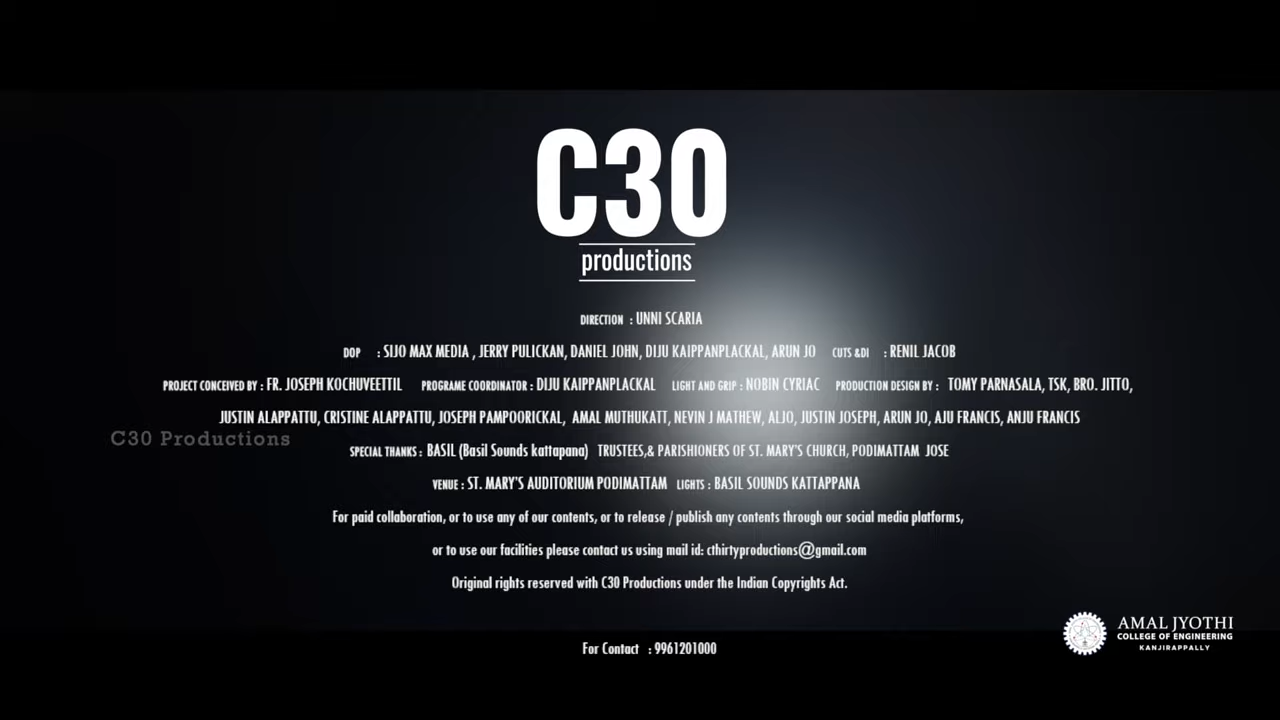 C30
productions
DIRECTION : UNNI SCARIA
DOP : SIJO MAX MEDIA , JERRY PULICKAN, DANIEL JOHN, DIJU KAIPPANPLACKAL, ARUN JO CUTS &DI : RENIL JACOB
PROJECT CONCEIVED BY : FR. JOSEPH KOCHUVEETTIL PROGRAME COORDINATOR : DIJU KAIPPANPLACKAL LIGHT AND GRIP : NOBIN CYRIAC PRODUCTION DESIGN BY : TOMY PARNASALA, TSK, BRO. JITTO,
JUSTIN ALAPPATTU, CRISTINE ALAPPATTU, JOSEPH PAMPOORICKAL, AMAL MUTHUKATT, NEVIN J MATHEW, ALJO, JUSTIN JOSEPH, ARUN JO, AJU FRANCIS, ANJU FRANCIS
C30 Productions
SPECIAL THANKS : BASIL (Basil Sounds kattapana) TRUSTEES,& PARISHIONERS OF ST. MARY'S CHURCH, PODIMATTAM JOSE
VENUE : ST. MARY'S AUDITORIUM PODIMATTAM LIGHTS : BASIL SOUNDS KATTAPPANA
For paid collaboration, or to use any of our contents, or to release / publish any contents through our social media platforms,
or to use our facilities please contact us using mail id: cthirtyproductions@gmail.com
Original rights reserved with C30 Productions under the Indian Copyrights Act.
For Contact : 9961201000
AMAL JYOTHI
COLLEGE OF ENGINEERING
KANJIRAPPALLY